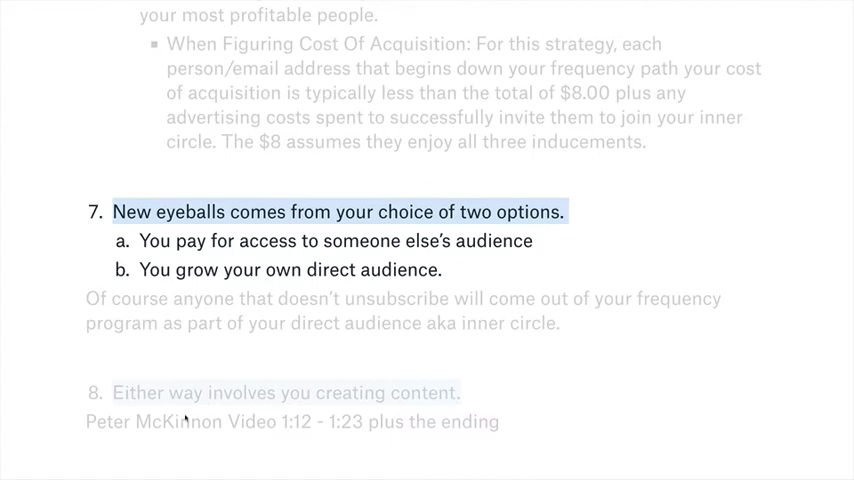 your most profitable people.
▪ When Figuring Cost Of Acquisition: For this strategy, each
person/email address that begins down your frequency path your cost
of acquisition is typically less than the total of $8.00 plus any
advertising costs spent to successfully invite them to join your inner
circle. The $8 assumes they enjoy all three inducements.
7. New eyeballs comes from your choice of two options.
a. You pay for access to someone else's audience
b. You grow your own direct audience.
Of course anyone that doesn't unsubscribe will come out of your frequency
program as part of your direct audience aka inner circle.
8. Either way involves you creating content.
Peter McKinnon Video 1:12 - 1:23 plus the ending